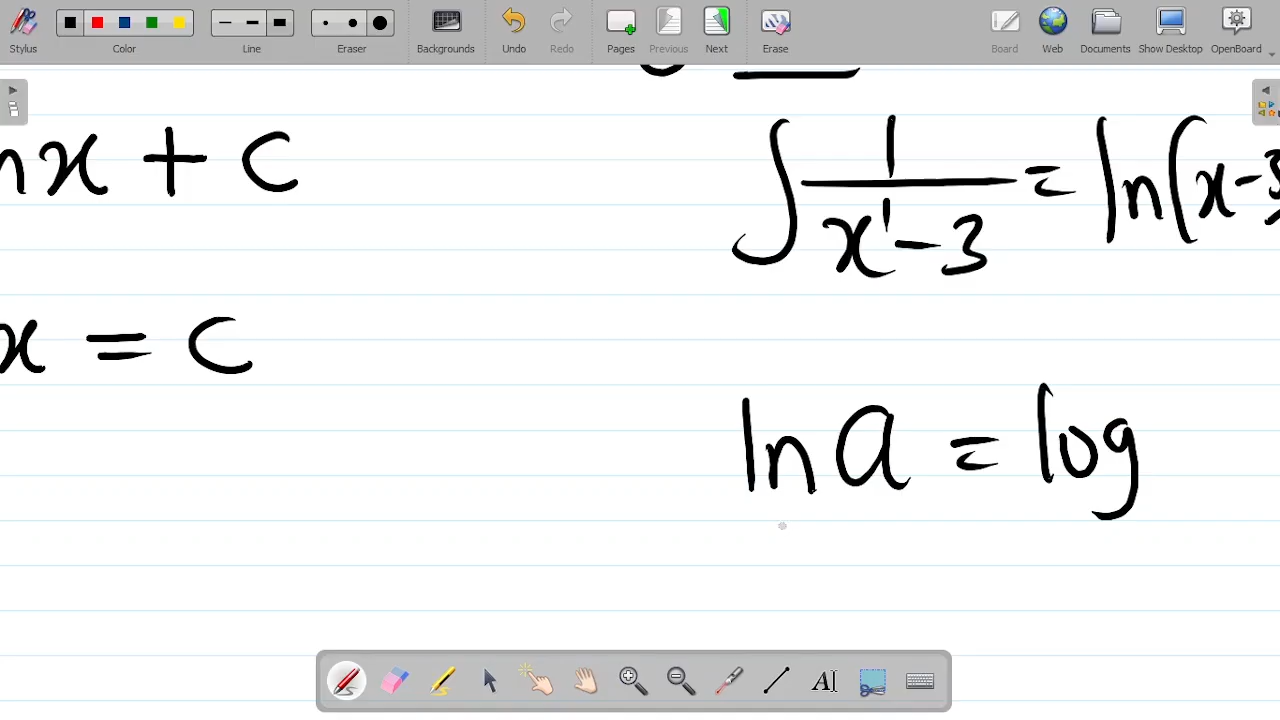 Stylus Color Line Eraser Backgrounds Undo Redo Pages Previous Next Erase Board Web Documents Show Desktop OpenBoard
x + c
∫ 1/(x¹ - 3) = ln(x-3
x = c
ln a = log